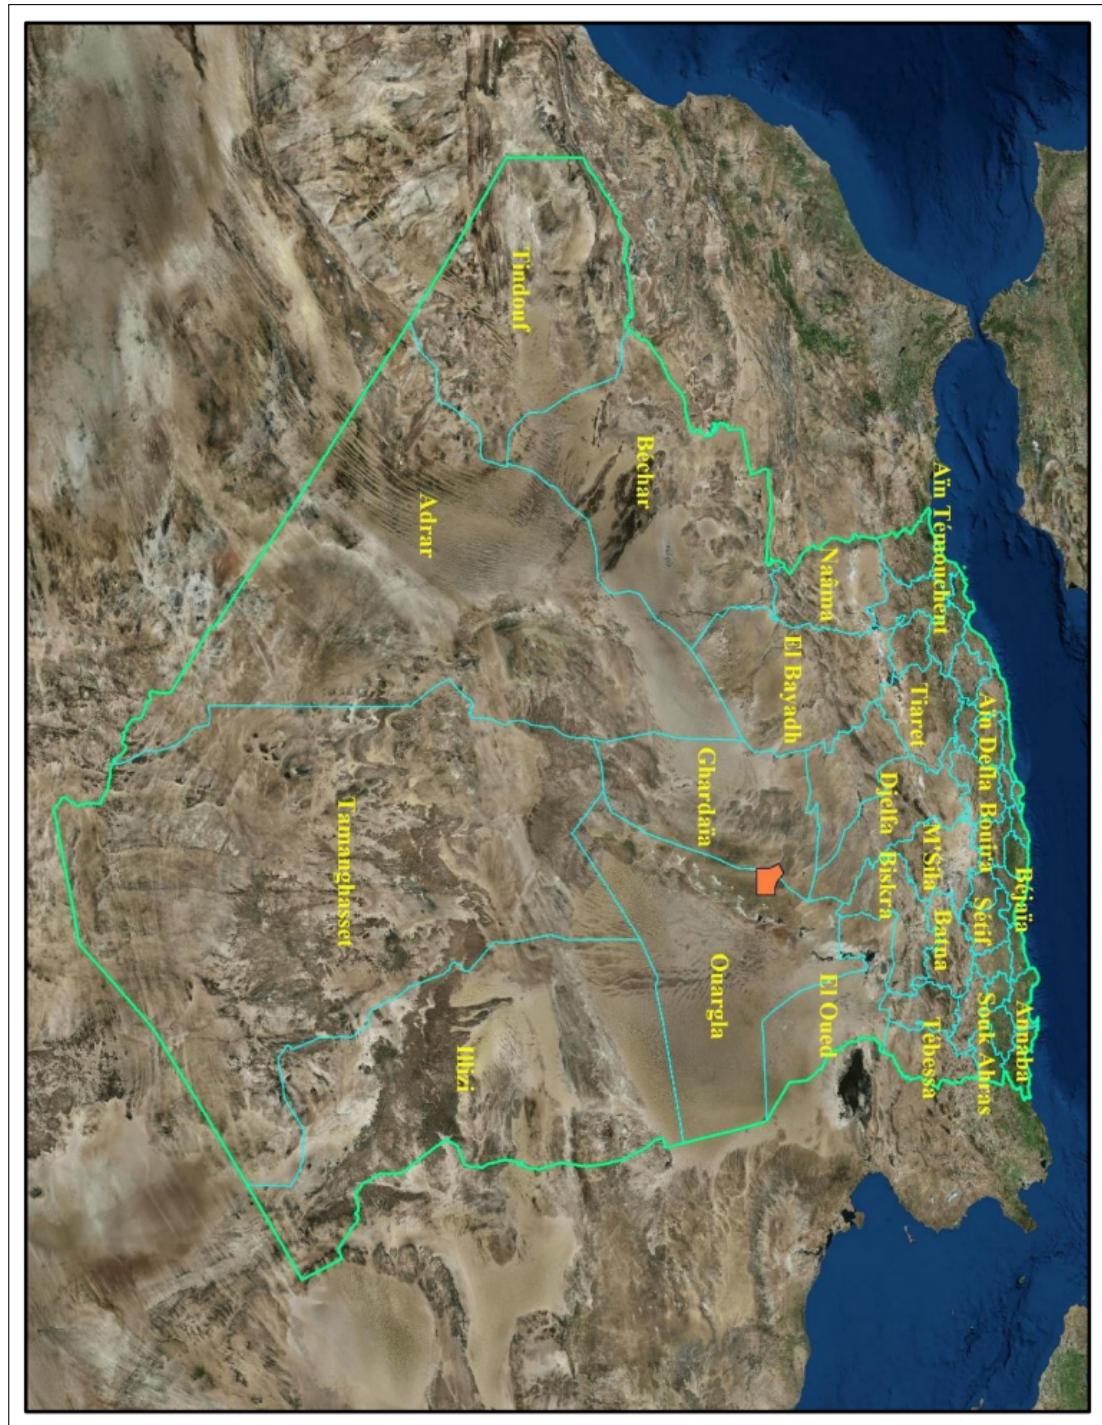 Béjaïa
Annaba
Aïn Defla
Bouira
Sétif
Souk Ahras
Aïn Témouchent
M'Sila
Batna
Tébessa
Tiaret
Djelfa
Biskra
Naâma
El Oued
El Bayadh
Ghardaïa
Ouargla
Béchar
Tindouf
Illizi
Adrar
Tamanghasset